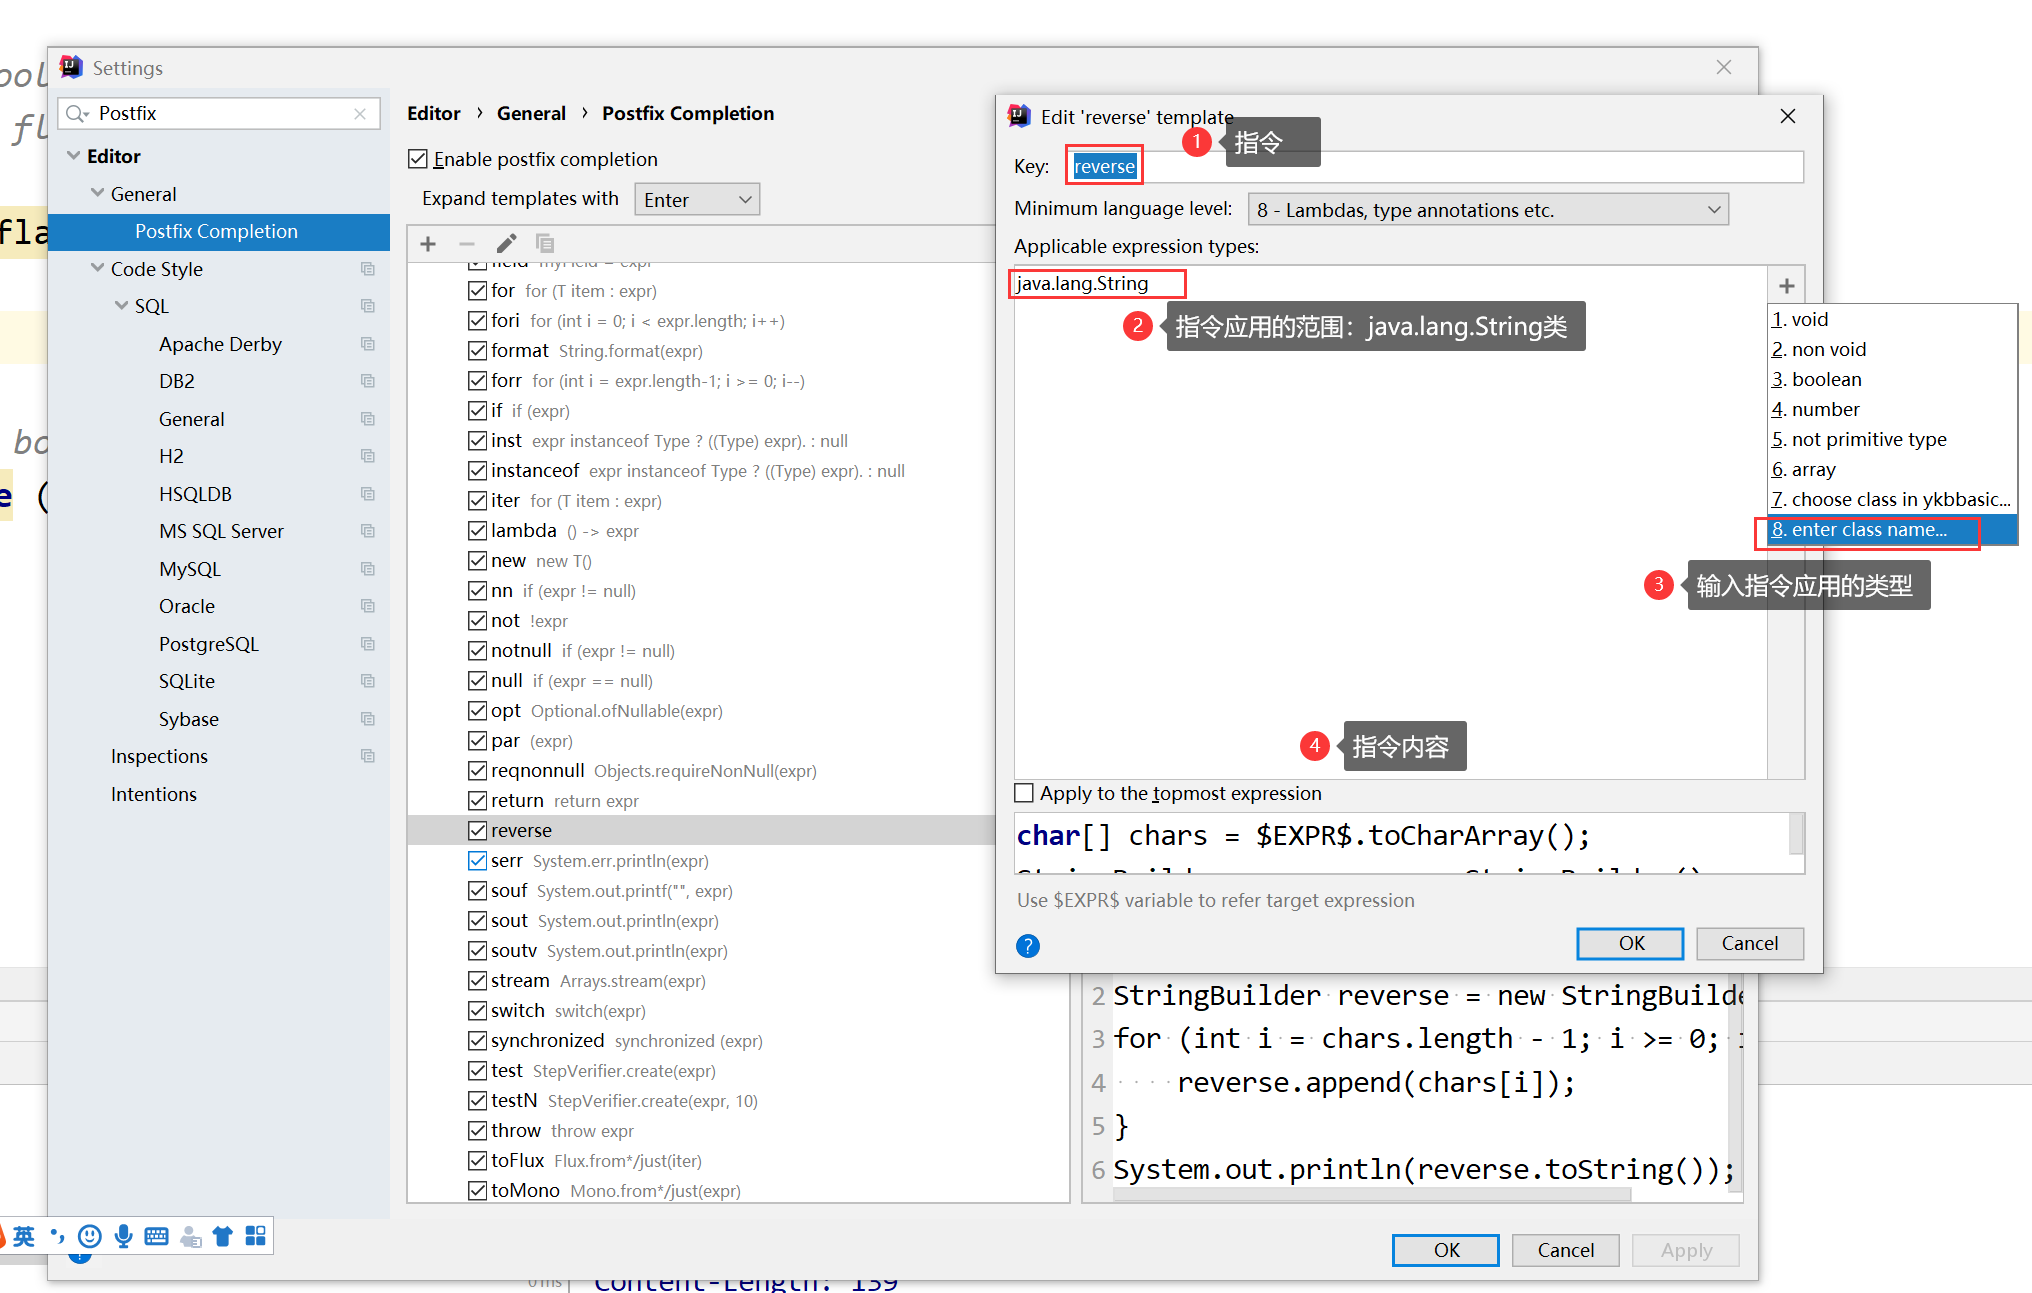 Settings
Postfix
Editor
General
Postfix Completion
Code Style
SQL
Apache Derby
DB2
General
H2
HSQLDB
MS SQL Server
MySQL
Oracle
PostgreSQL
SQLite
Sybase
Inspections
Intentions
Editor › General › Postfix Completion
Enable postfix completion
Expand templates with Enter
for for (T item : expr)
fori for (int i = 0; i < expr.length; i++)
format String.format(expr)
forr for (int i = expr.length-1; i >= 0; i--)
if if (expr)
inst expr instanceof Type ? ((Type) expr). : null
instanceof expr instanceof Type ? ((Type) expr). : null
iter for (T item : expr)
lambda () -> expr
new new T()
nn if (expr != null)
not !expr
notnull if (expr != null)
null if (expr == null)
opt Optional.ofNullable(expr)
par (expr)
reqnonnull Objects.requireNonNull(expr)
return return expr
reverse
serr System.err.println(expr)
souf System.out.printf("", expr)
sout System.out.println(expr)
soutv System.out.println(expr)
stream Arrays.stream(expr)
switch switch(expr)
synchronized synchronized (expr)
test StepVerifier.create(expr)
testN StepVerifier.create(expr, 10)
throw throw expr
toFlux Flux.from*/just(iter)
toMono Mono.from*/just(expr)
Edit 'reverse' template
1 指令
Key: reverse
Minimum language level: 8 - Lambdas, type annotations etc.
Applicable expression types:
java.lang.String
2 指令应用的范围：java.lang.String类
1. void
2. non void
3. boolean
4. number
5. not primitive type
6. array
7. choose class in ykbbasic...
8. enter class name...
3 输入指令应用的类型
4 指令内容
Apply to the topmost expression
char[] chars = $EXPR$.toCharArray();
Use $EXPR$ variable to refer target expression
?
OK Cancel
2 StringBuilder reverse = new StringBuilde
3 for (int i = chars.length - 1; i >= 0; i
4 reverse.append(chars[i]);
5 }
6 System.out.println(reverse.toString());
OK Cancel Apply
英
Content-Length: 139